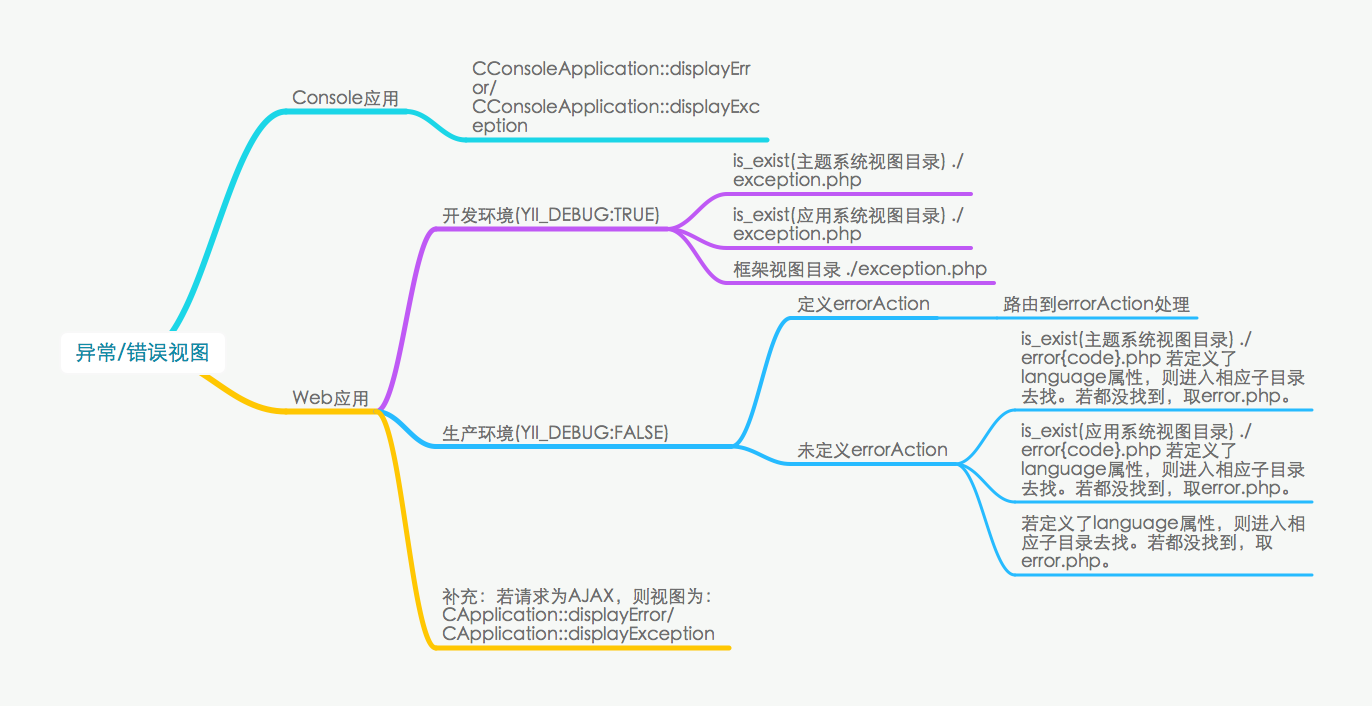 异常/错误视图
Console应用
CConsoleApplication::displayErr
or/
CConsoleApplication::displayExc
eption
Web应用
开发环境(YII_DEBUG:TRUE)
is_exist(主题系统视图目录) ./
exception.php
is_exist(应用系统视图目录) ./
exception.php
框架视图目录 ./exception.php
生产环境(YII_DEBUG:FALSE)
定义errorAction
路由到errorAction处理
未定义errorAction
is_exist(主题系统视图目录) ./
error{code}.php 若定义了
language属性，则进入相应子目录
去找。若都没找到，取error.php。
is_exist(应用系统视图目录) ./
error{code}.php 若定义了
language属性，则进入相应子目录
去找。若都没找到，取error.php。
若定义了language属性，则进入相
应子目录去找。若都没找到，取
error.php。
补充：若请求为AJAX，则视图为：
CApplication::displayError/
CApplication::displayException